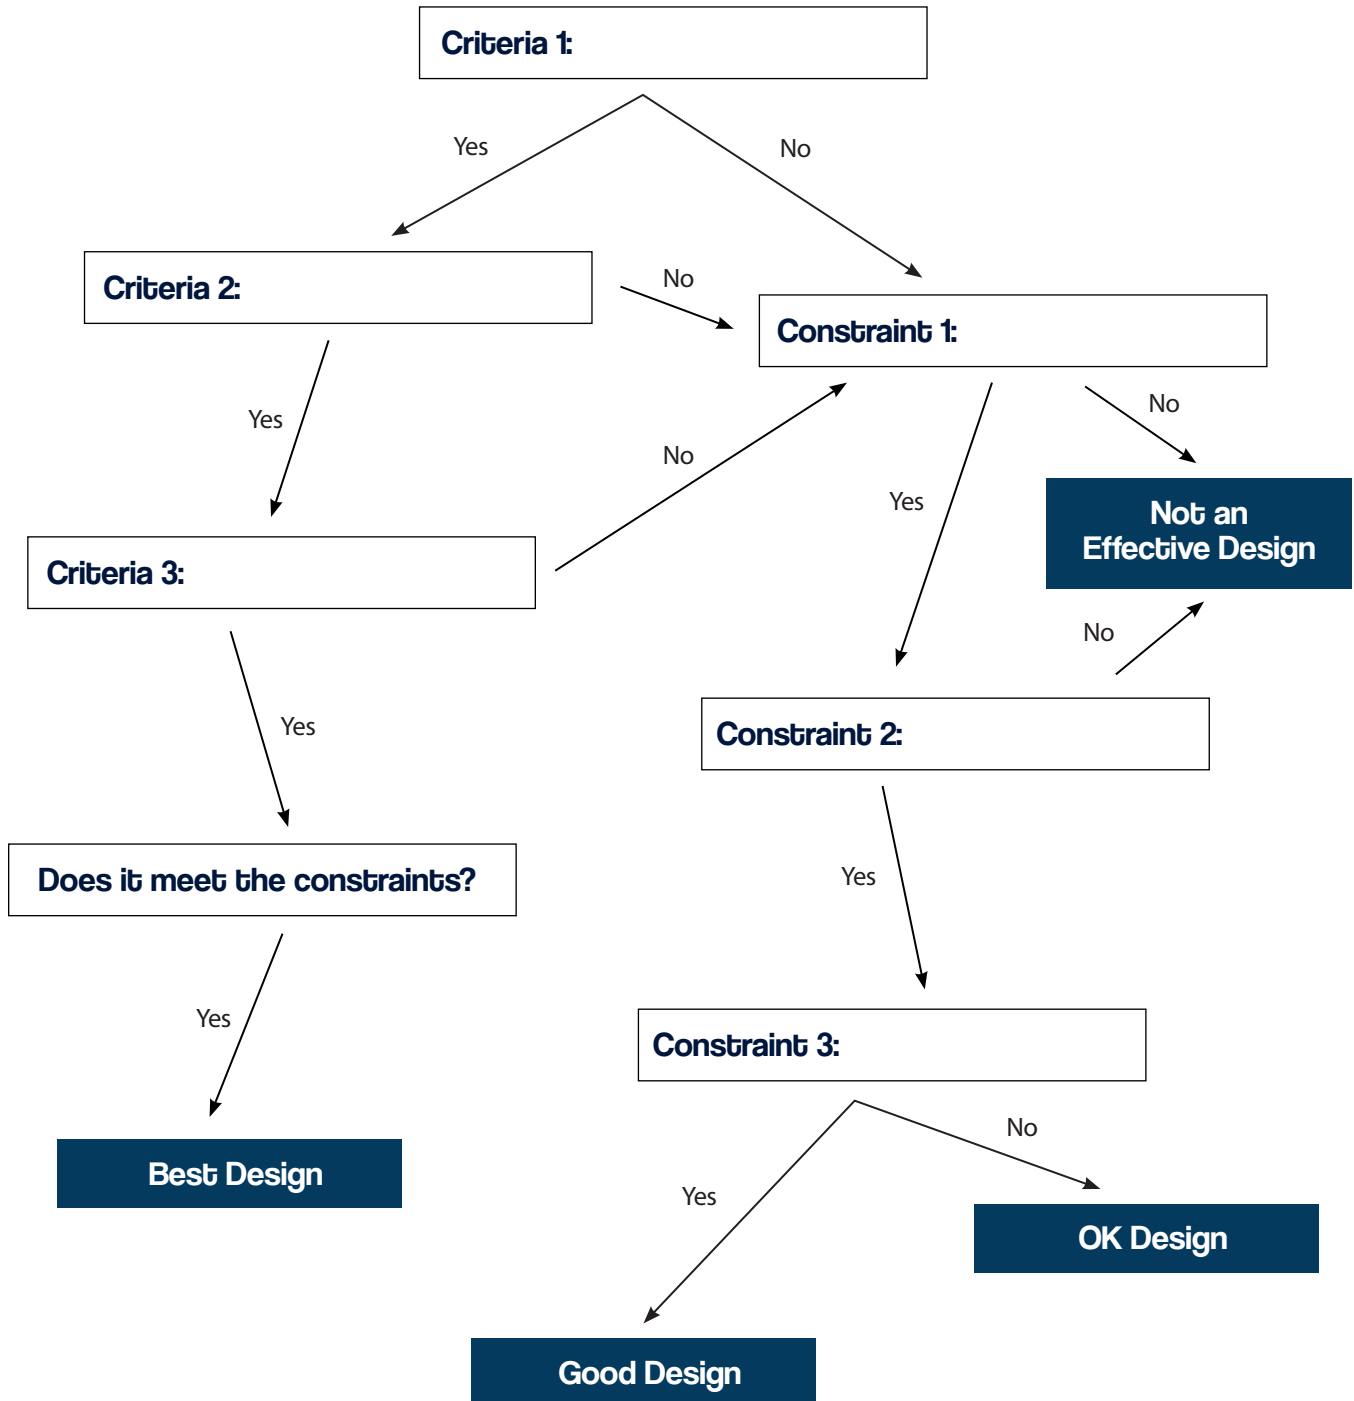 Criteria 1:
Yes
No
Criteria 2:
No
Constraint 1:
Yes
No
No
Yes
Not an
Effective Design
Criteria 3:
No
Yes
Constraint 2:
Does it meet the constraints?
Yes
Yes
Constraint 3:
Best Design
No
Yes
OK Design
Good Design